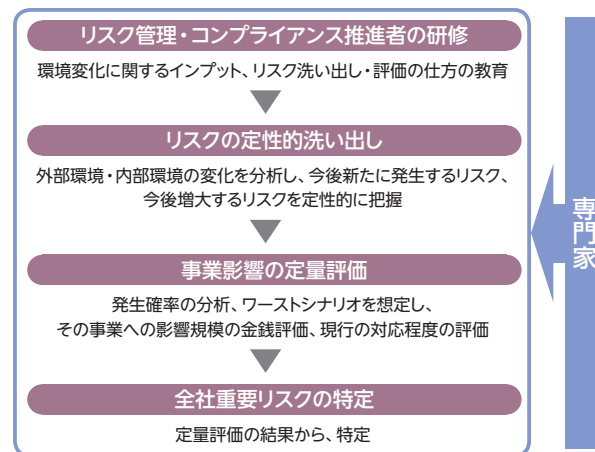 リスク管理・コンプライアンス推進者の研修
環境変化に関するインプット、リスク洗い出し・評価の仕方の教育
リスクの定性的洗い出し
外部環境・内部環境の変化を分析し、今後新たに発生するリスク、
今後増大するリスクを定性的に把握
事業影響の定量評価
発生確率の分析、ワーストシナリオを想定し、
その事業への影響規模の金銭評価、現行の対応程度の評価
全社重要リスクの特定
定量評価の結果から、特定
専門家